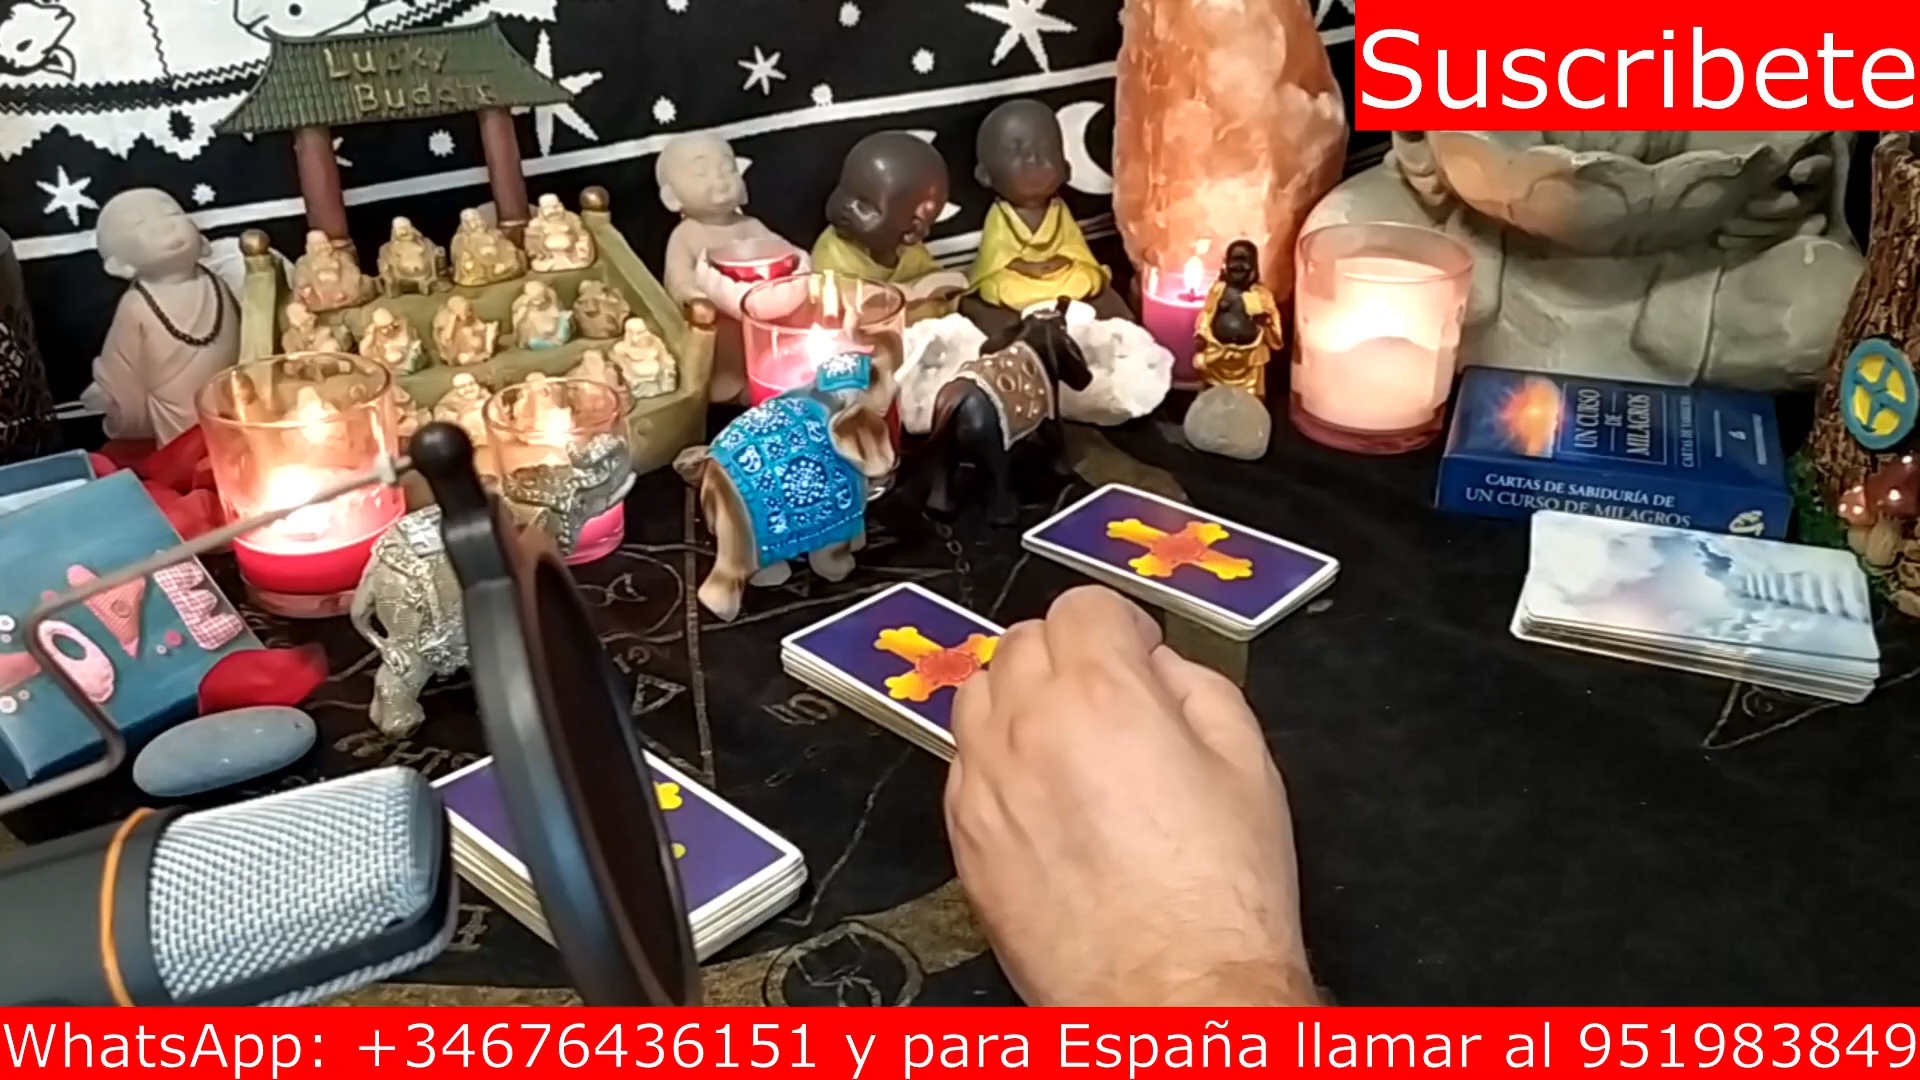 Suscribete
Lucky
Buddha
UN CURSO
DE
MILAGROS
CARTAS DE SABIDURÍA DE
UN CURSO DE MILAGROS
LOVE
WhatsApp: +34676436151 y para España llamar al 951983849